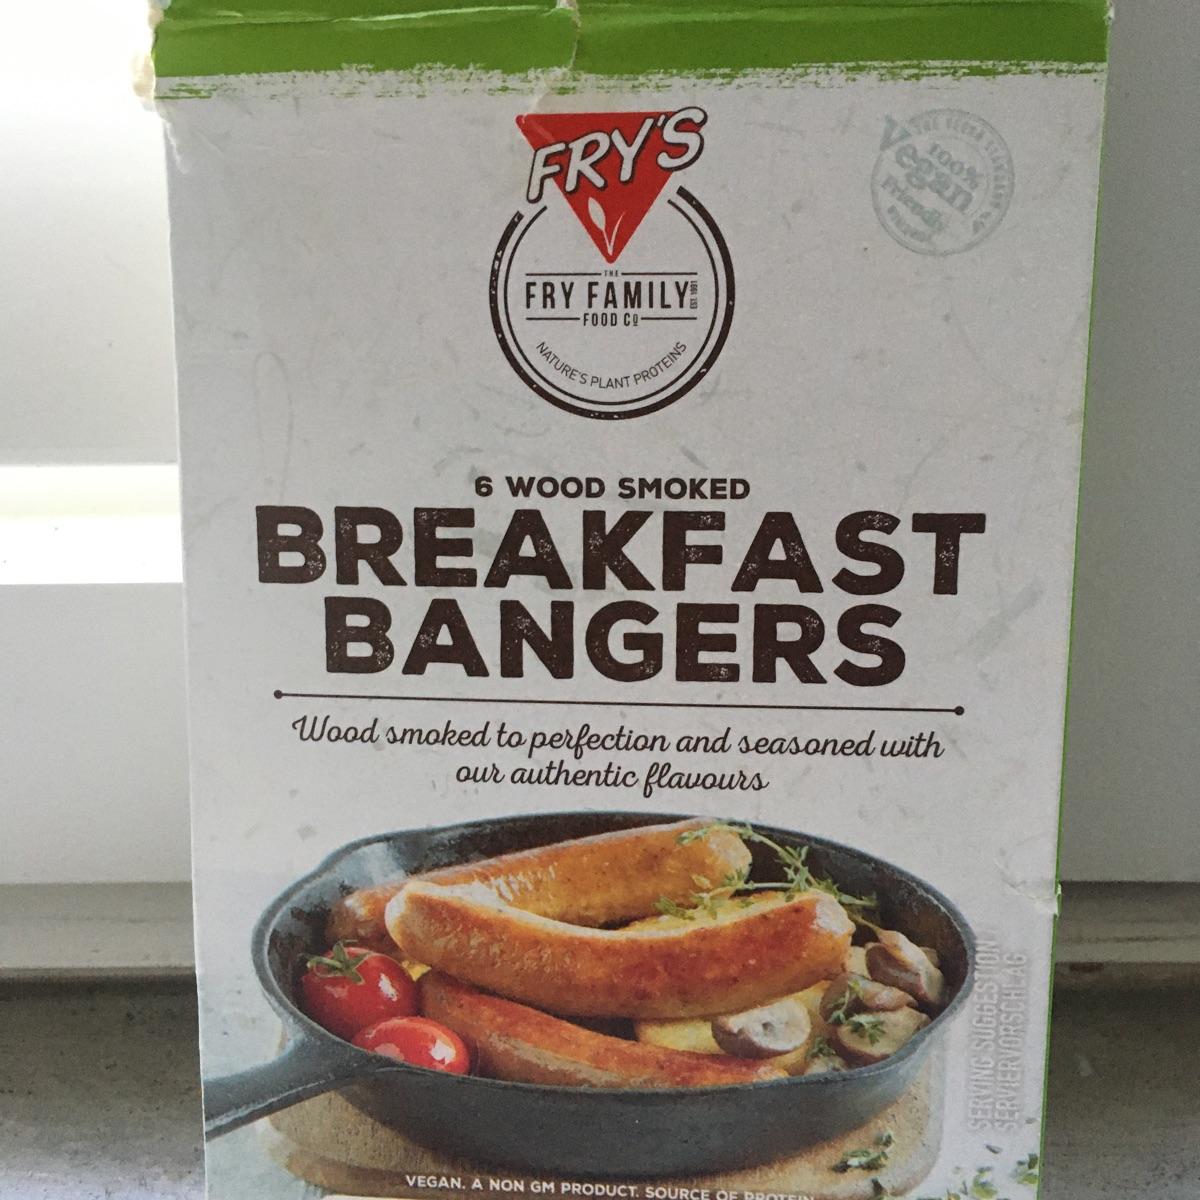 FRY'S
THE
FRY FAMILY
EST. 1991
FOOD Co
NATURE'S PLANT PROTEINS
100%
Vegan
Friendly
6 WOOD SMOKED
BREAKFAST
BANGERS
Wood smoked to perfection and seasoned with
our authentic flavours
SERVING SUGGESTION /
SERVIERVORSCHLAG
VEGAN. A NON GM PRODUCT. SOURCE OF PROTEIN